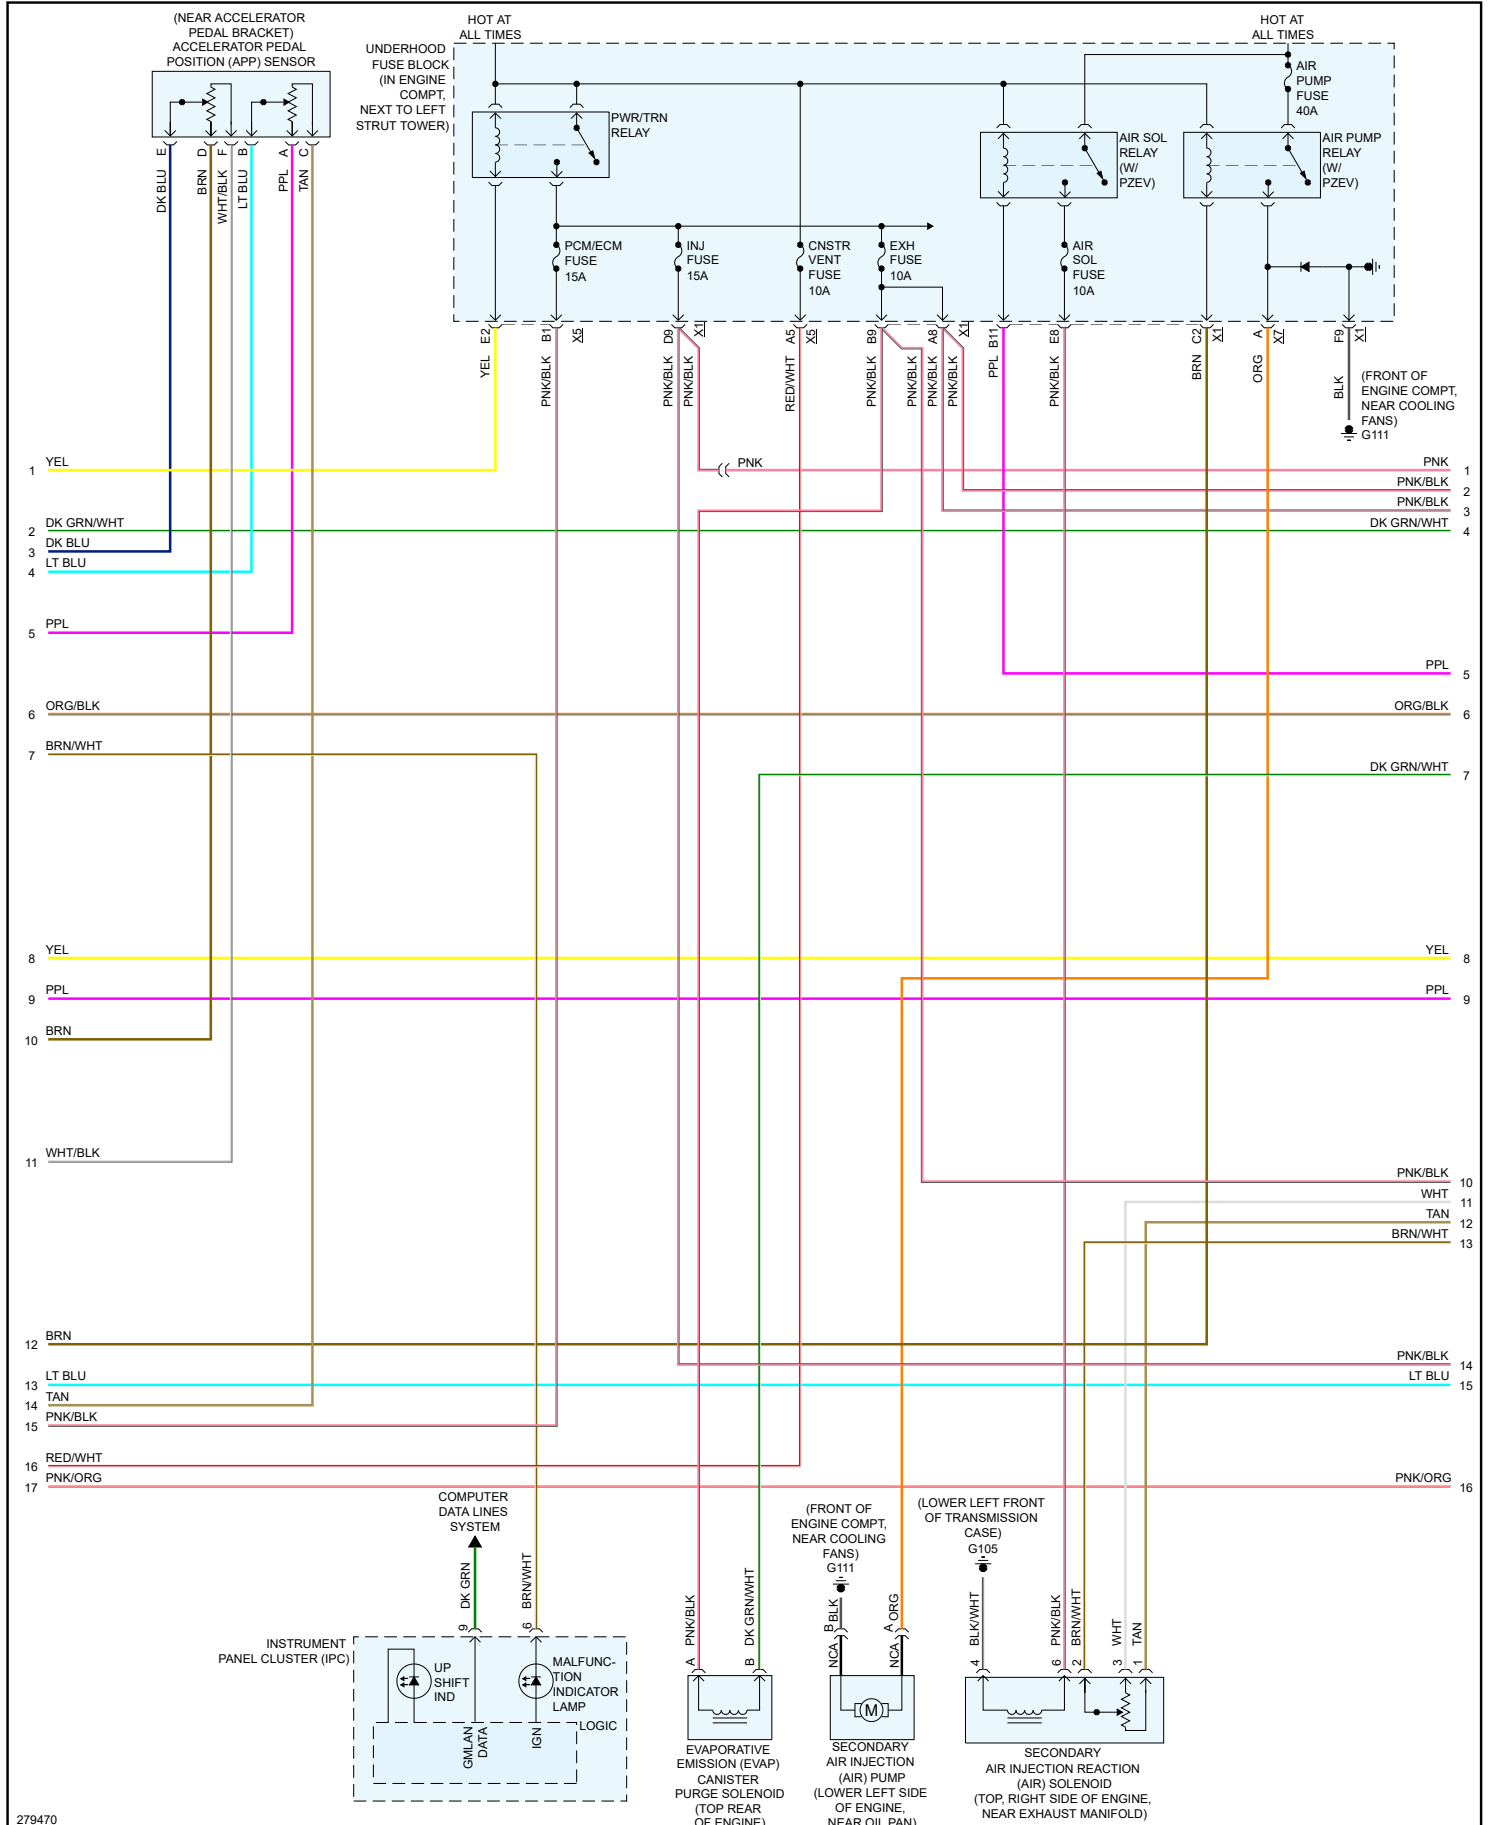 (NEAR ACCELERATOR
PEDAL BRACKET)
ACCELERATOR PEDAL
POSITION (APP) SENSOR
HOT AT
ALL TIMES
HOT AT
ALL TIMES
UNDERHOOD
FUSE BLOCK
(IN ENGINE
COMPT,
NEXT TO LEFT
STRUT TOWER)
PWR/TRN
RELAY
AIR
PUMP
FUSE
40A
AIR SOL
RELAY
(W/
PZEV)
AIR PUMP
RELAY
(W/
PZEV)
PCM/ECM
FUSE
15A
INJ
FUSE
15A
CNSTR
VENT
FUSE
10A
EXH
FUSE
10A
AIR
SOL
FUSE
10A
E
D
F
B
A
C
DK BLU
BRN
WHT/BLK
LT BLU
PPL
TAN
E2
B1
X5
D9
X1
A5
X5
B9
A8
X1
B11
E8
C2
X1
A
X7
F9
X1
YEL
PNK/BLK
PNK/BLK
PNK/BLK
RED/WHT
PNK/BLK
PNK/BLK
PNK/BLK
PNK/BLK
PPL
PNK/BLK
BRN
ORG
BLK
(FRONT OF
ENGINE COMPT,
NEAR COOLING
FANS)
G111
1 YEL
PNK
PNK 1
PNK/BLK 2
PNK/BLK 3
2 DK GRN/WHT
DK GRN/WHT 4
3 DK BLU
4 LT BLU
5 PPL
PPL 5
6 ORG/BLK
ORG/BLK 6
7 BRN/WHT
DK GRN/WHT 7
8 YEL
YEL 8
9 PPL
PPL 9
10 BRN
11 WHT/BLK
PNK/BLK 10
WHT 11
TAN 12
BRN/WHT 13
12 BRN
PNK/BLK 14
13 LT BLU
LT BLU 15
14 TAN
15 PNK/BLK
16 RED/WHT
17 PNK/ORG
PNK/ORG 16
COMPUTER
DATA LINES
SYSTEM
(FRONT OF
ENGINE COMPT,
NEAR COOLING
FANS)
G111
(LOWER LEFT FRONT
OF TRANSMISSION
CASE)
G105
DK GRN
9
BRN/WHT
6
PNK/BLK
A
DK GRN/WHT
B
BLK
B
NCA
ORG
A
NCA
BLK/WHT
4
PNK/BLK
6
BRN/WHT
2
WHT
3
TAN
1
INSTRUMENT
PANEL CLUSTER (IPC)
UP
SHIFT
IND
MALFUNC-
TION
INDICATOR
LAMP
LOGIC
GMLAN
DATA
IGN
M
EVAPORATIVE
EMISSION (EVAP)
CANISTER
PURGE SOLENOID
(TOP REAR
OF ENGINE)
SECONDARY
AIR INJECTION
(AIR) PUMP
(LOWER LEFT SIDE
OF ENGINE,
NEAR OIL PAN)
SECONDARY
AIR INJECTION REACTION
(AIR) SOLENOID
(TOP, RIGHT SIDE OF ENGINE,
NEAR EXHAUST MANIFOLD)
279470